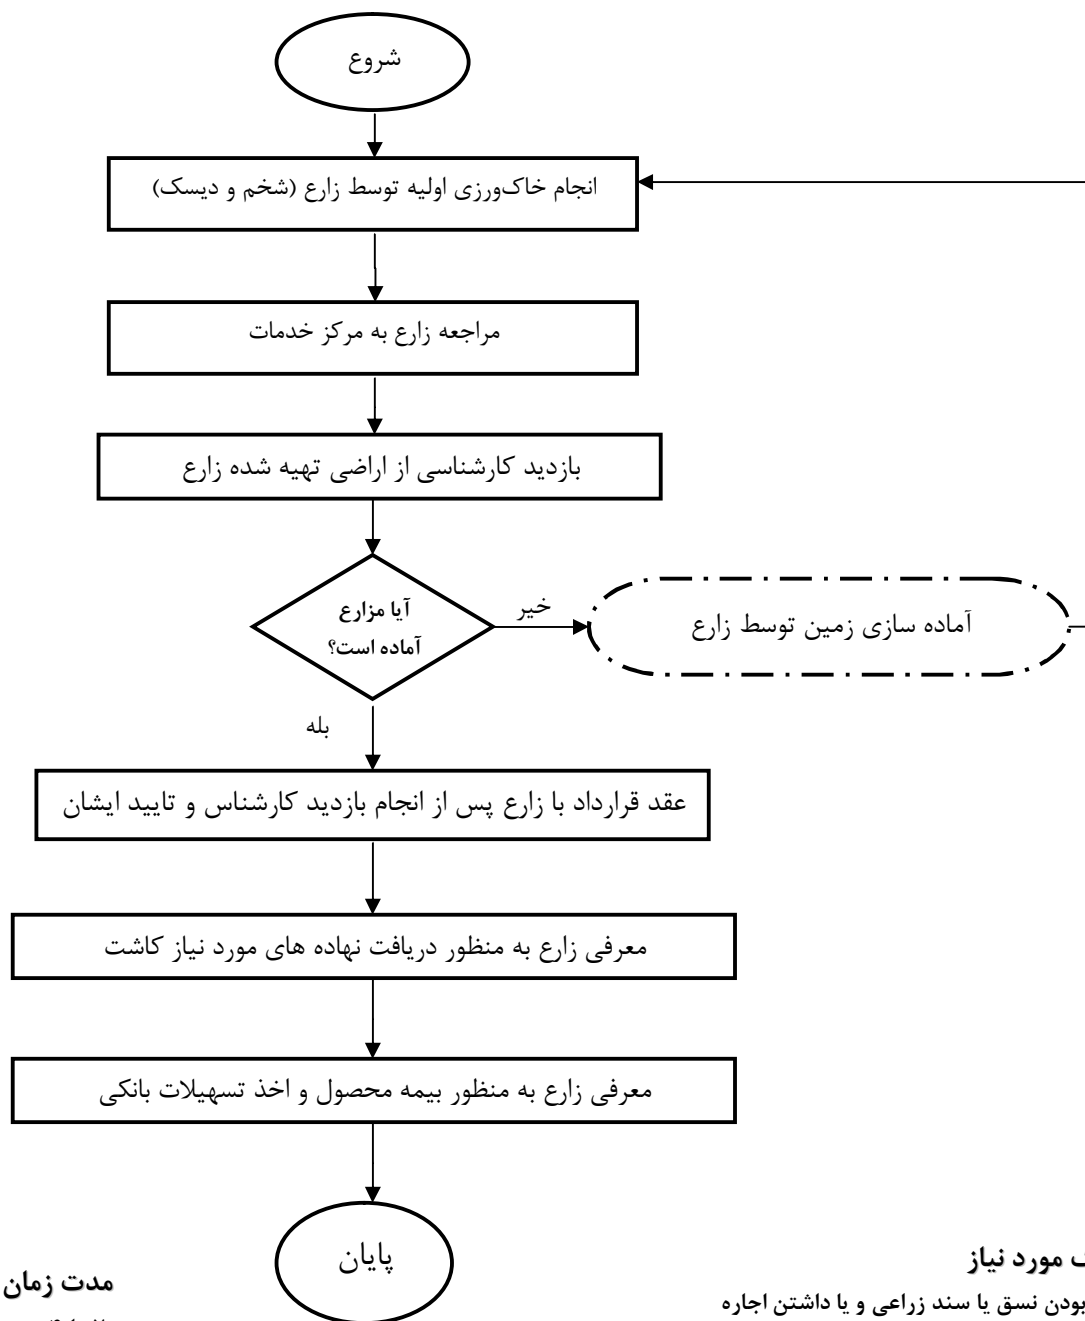 شروع
انجام خاک‌ورزی اولیه توسط زارع (شخم و دیسک)
مراجعه زارع به مرکز خدمات
بازدید کارشناسی از اراضی تهیه شده زارع
آیا مزارع
آماده است؟
خیر
آماده سازی زمین توسط زارع
بله
عقد قرارداد با زارع پس از انجام بازدید کارشناس و تایید ایشان
معرفی زارع به منظور دریافت نهاده های مورد نیاز کاشت
معرفی زارع به منظور بیمه محصول و اخذ تسهیلات بانکی
پایان
مورد نیاز
بودن نسق یا سند زراعی و یا داشتن اجاره
مدت زمان